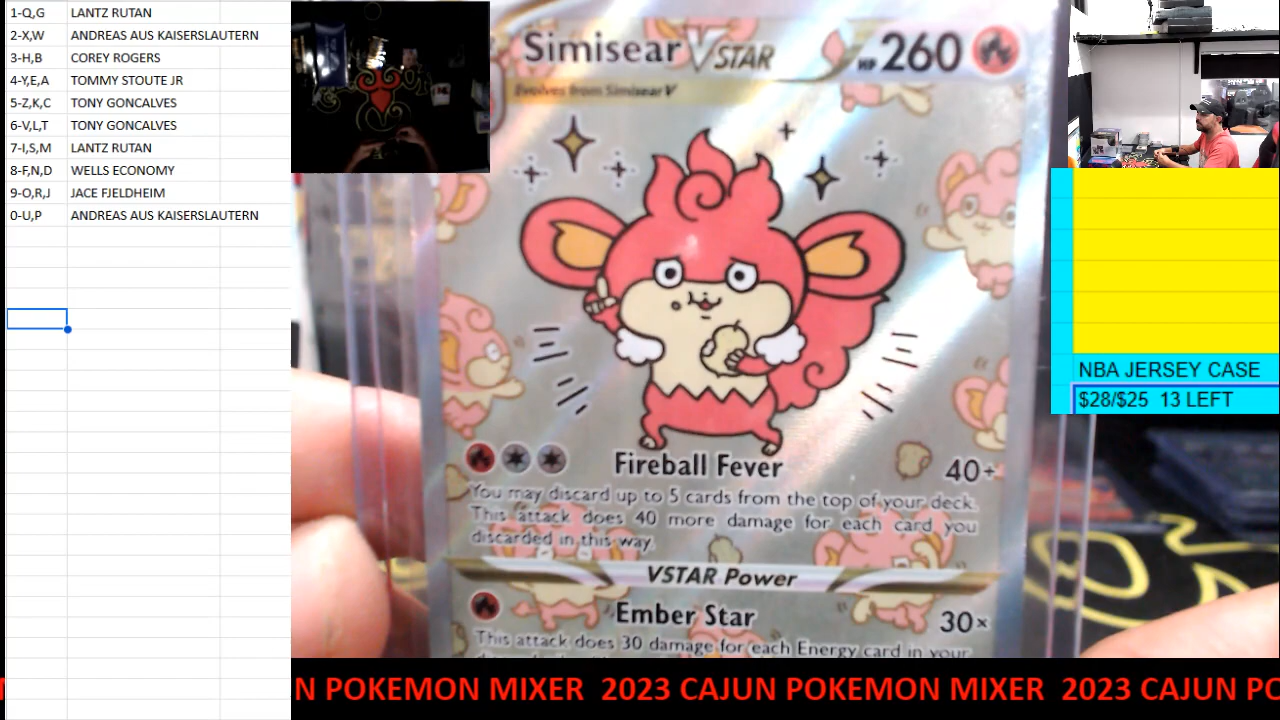 1-Q,G LANTZ RUTAN
2-X,W ANDREAS AUS KAISERSLAUTERN
3-H,B COREY ROGERS
4-Y,E,A TOMMY STOUTE JR
5-Z,K,C TONY GONCALVES
6-V,L,T TONY GONCALVES
7-I,S,M LANTZ RUTAN
8-F,N,D WELLS ECONOMY
9-O,R,J JACE FJELDHEIM
0-U,P ANDREAS AUS KAISERSLAUTERN
Simisear VSTAR HP 260
Evolves from Simisear V
Fireball Fever 40+
You may discard up to 5 cards from the top of your deck.
This attack does 40 more damage for each card you
discarded in this way.
VSTAR Power
Ember Star 30×
This attack does 30 damage for each Energy card in your
NBA JERSEY CASE
$28/$25 13 LEFT
N POKEMON MIXER 2023 CAJUN POKEMON MIXER 2023 CAJUN PO